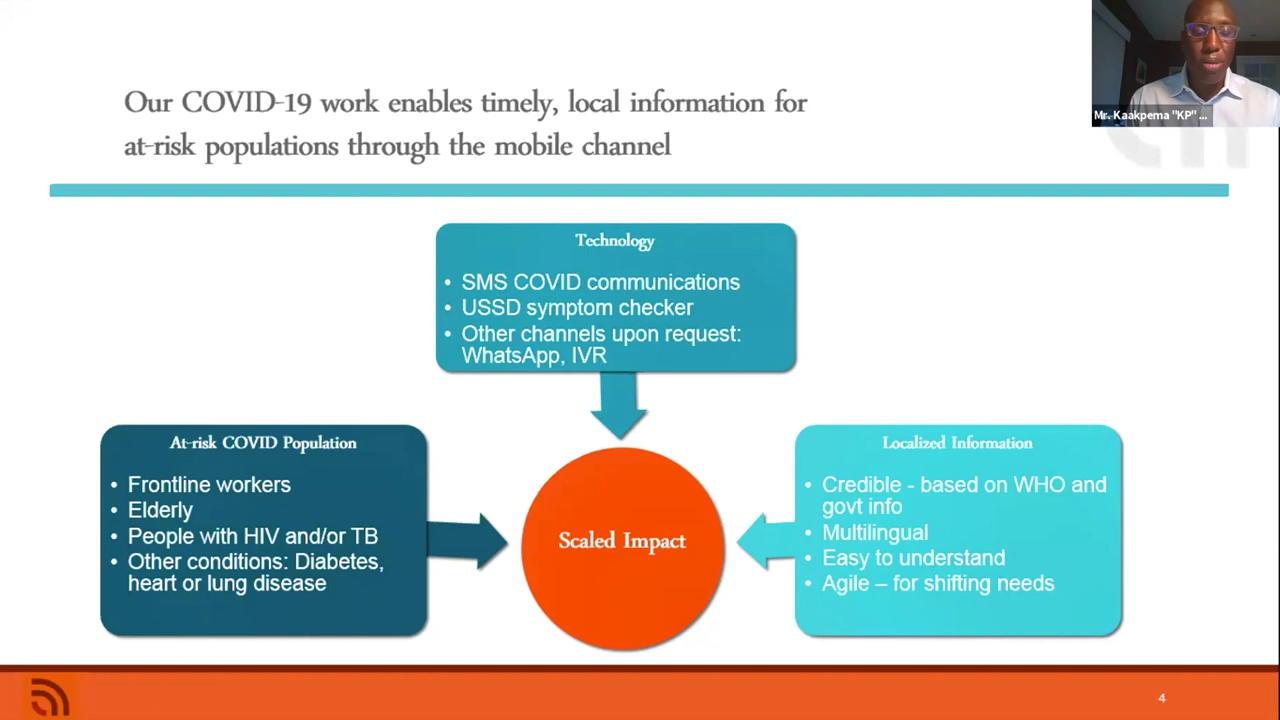 Our COVID-19 work enables timely, local information for
at-risk populations through the mobile channel
Mr. Kaakpema "KP" ...
Technology
• SMS COVID communications
• USSD symptom checker
• Other channels upon request:
WhatsApp, IVR
At-risk COVID Population
• Frontline workers
• Elderly
• People with HIV and/or TB
• Other conditions: Diabetes,
heart or lung disease
Scaled Impact
Localized Information
• Credible - based on WHO and
govt info
• Multilingual
• Easy to understand
• Agile – for shifting needs
4